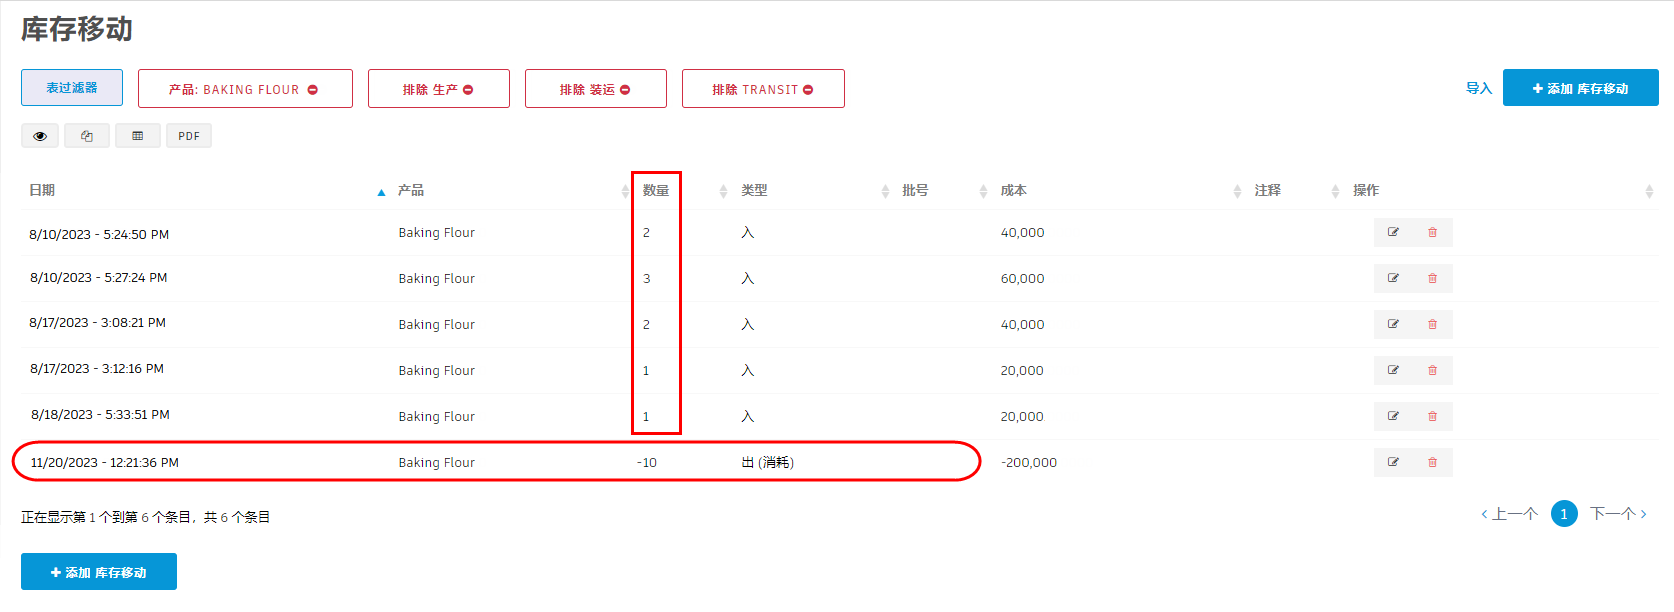 库存移动
表过滤器 产品: BAKING FLOUR 排除 生产 排除 装运 排除 TRANSIT 导入 添加 库存移动
PDF
日期 产品 数量 类型 批号 成本 注释 操作
8/10/2023 - 5:24:50 PM Baking Flour 2 入 40,000
8/10/2023 - 5:27:24 PM Baking Flour 3 入 60,000
8/17/2023 - 3:08:21 PM Baking Flour 2 入 40,000
8/17/2023 - 3:12:16 PM Baking Flour 1 入 20,000
8/18/2023 - 5:33:51 PM Baking Flour 1 入 20,000
11/20/2023 - 12:21:36 PM Baking Flour -10 出 (消耗) -200,000
正在显示第 1 个到第 6 个条目，共 6 个条目 ‹ 上一个 1 下一个 ›
添加 库存移动